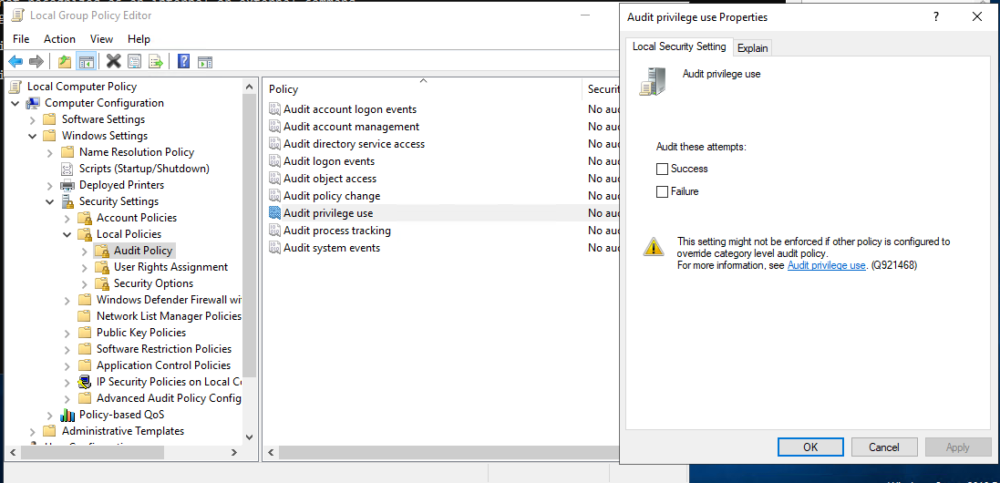 Local Group Policy Editor
File Action View Help
Local Computer Policy
Computer Configuration
Software Settings
Windows Settings
Name Resolution Policy
Scripts (Startup/Shutdown)
Deployed Printers
Security Settings
Account Policies
Local Policies
Audit Policy
User Rights Assignment
Security Options
Windows Defender Firewall wi
Network List Manager Policies
Public Key Policies
Software Restriction Policies
Application Control Policies
IP Security Policies on Local C
Advanced Audit Policy Config
Policy-based QoS
Administrative Templates
Policy Securit
Audit account logon events No au
Audit account management No au
Audit directory service access No au
Audit logon events No au
Audit object access No au
Audit policy change No au
Audit privilege use No au
Audit process tracking No au
Audit system events No au
Audit privilege use Properties
Local Security Setting Explain
Audit privilege use
Audit these attempts:
Success
Failure
This setting might not be enforced if other policy is configured to
override category level audit policy.
For more information, see Audit privilege use. (Q921468)
OK Cancel Apply